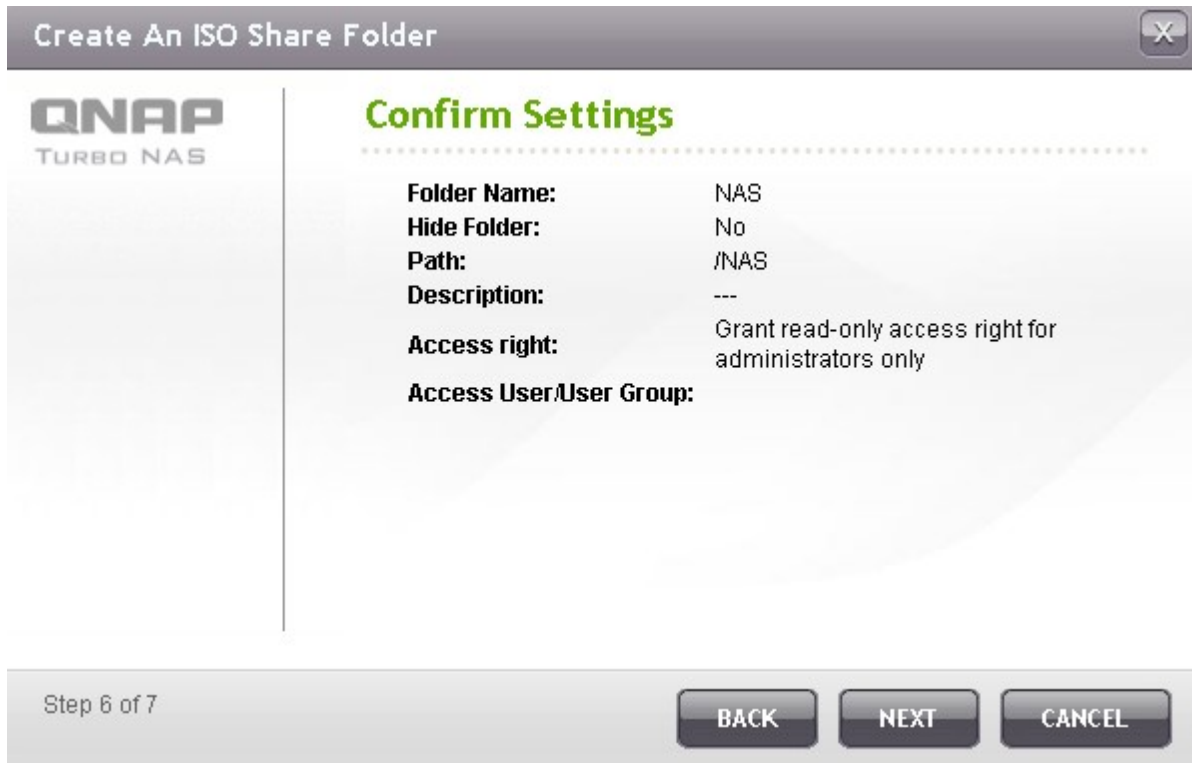 Create An ISO Share Folder
X
QNAP
TURBO NAS
Confirm Settings
Folder Name: NAS
Hide Folder: No
Path: /NAS
Description: ---
Access right: Grant read-only access right for
administrators only
Access User/User Group:
Step 6 of 7
BACK NEXT CANCEL